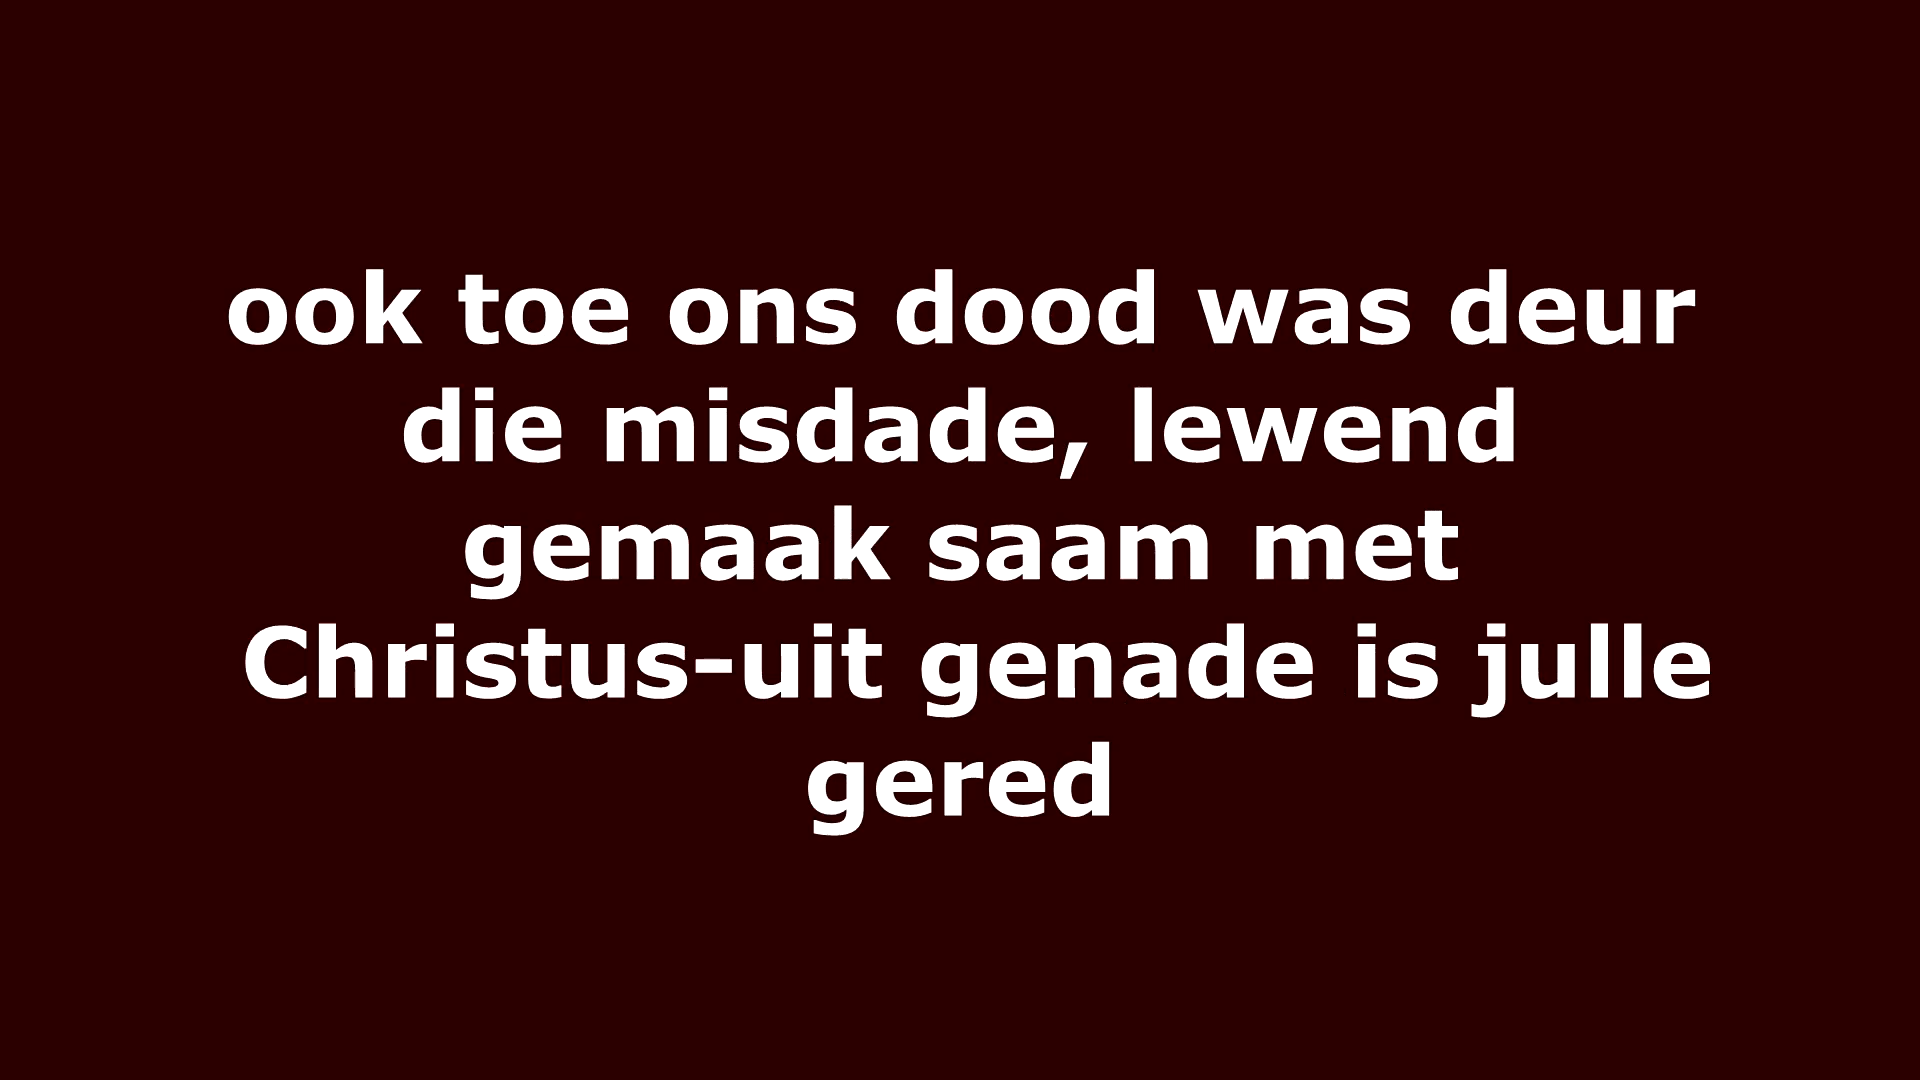 ook toe ons dood was deur
die misdade, lewend
gemaak saam met
Christus-uit genade is julle
gered